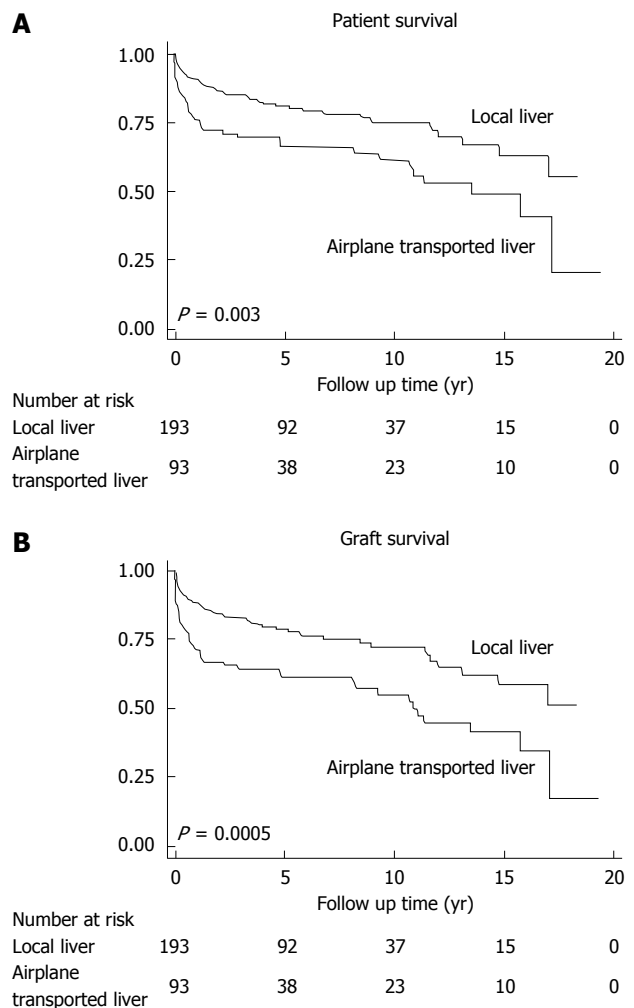 A
Patient survival
1.00
0.75
0.50
0.25
0.00
Local liver
Airplane transported liver
P = 0.003
0 5 10 15 20
Follow up time (yr)
Number at risk
Local liver 193 92 37 15 0
Airplane
transported liver 93 38 23 10 0
B
Graft survival
1.00
0.75
0.50
0.25
0.00
Local liver
Airplane transported liver
P = 0.0005
0 5 10 15 20
Follow up time (yr)
Number at risk
Local liver 193 92 37 15 0
Airplane
transported liver 93 38 23 10 0